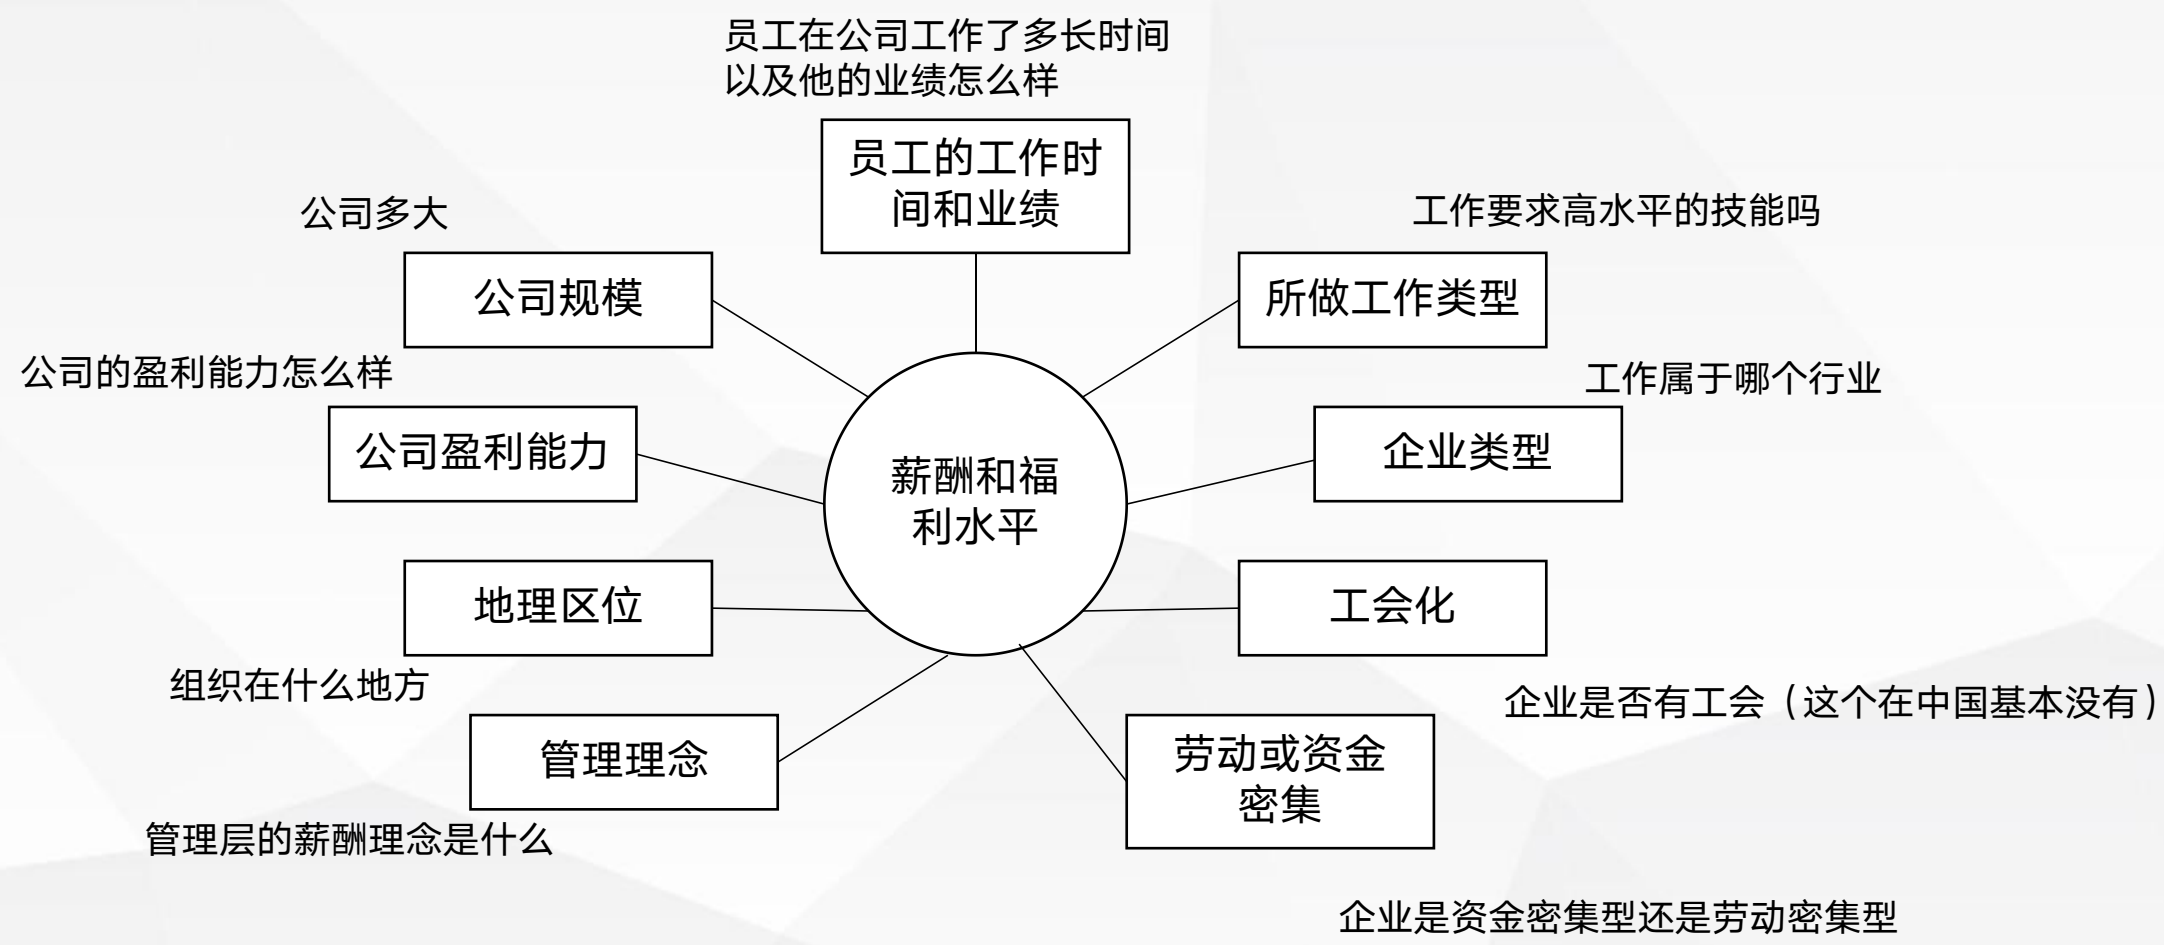 员工在公司工作了多长时间
以及他的业绩怎么样
员工的工作时
间和业绩
公司多大
工作要求高水平的技能吗
公司规模
所做工作类型
公司的盈利能力怎么样
工作属于哪个行业
公司盈利能力
企业类型
薪酬和福
利水平
地理区位
工会化
组织在什么地方
企业是否有工会（这个在中国基本没有）
管理理念
劳动或资金
密集
管理层的薪酬理念是什么
企业是资金密集型还是劳动密集型